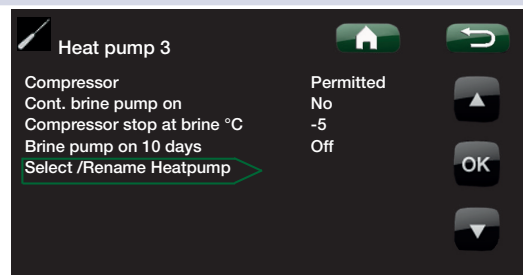 Heat pump 3
Compressor Permitted
Cont. brine pump on No
Compressor stop at brine °C -5
Brine pump on 10 days Off
Select /Rename Heatpump
OK